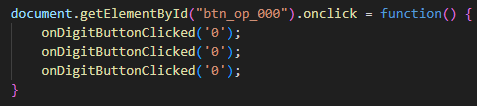 document.getElementById("btn_op_000").onclick = function() {
    onDigitButtonClicked('0');
    onDigitButtonClicked('0');
    onDigitButtonClicked('0');
}